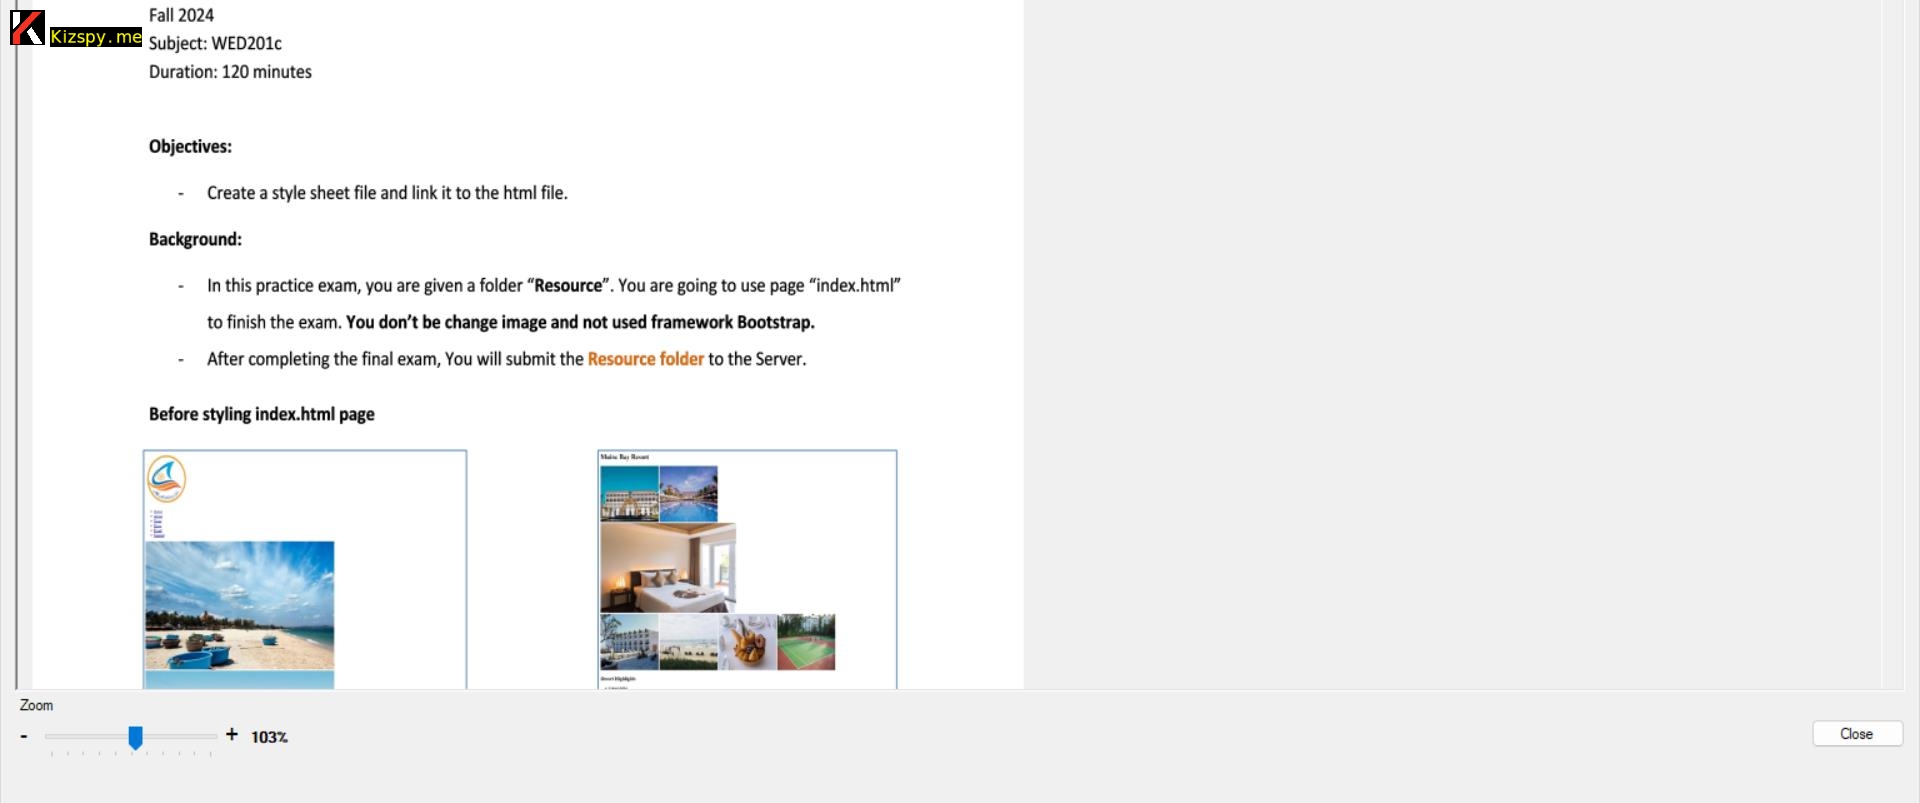 Kizspy.me
Fall 2024
Subject: WED201c
Duration: 120 minutes
Objectives:
- Create a style sheet file and link it to the html file.
Background:
- In this practice exam, you are given a folder “Resource”. You are going to use page “index.html”
to finish the exam. You don’t be change image and not used framework Bootstrap.
- After completing the final exam, You will submit the Resource folder to the Server.
Before styling index.html page
Muine Bay Resort
Resort Highlights
Zoom
- + 103%
Close